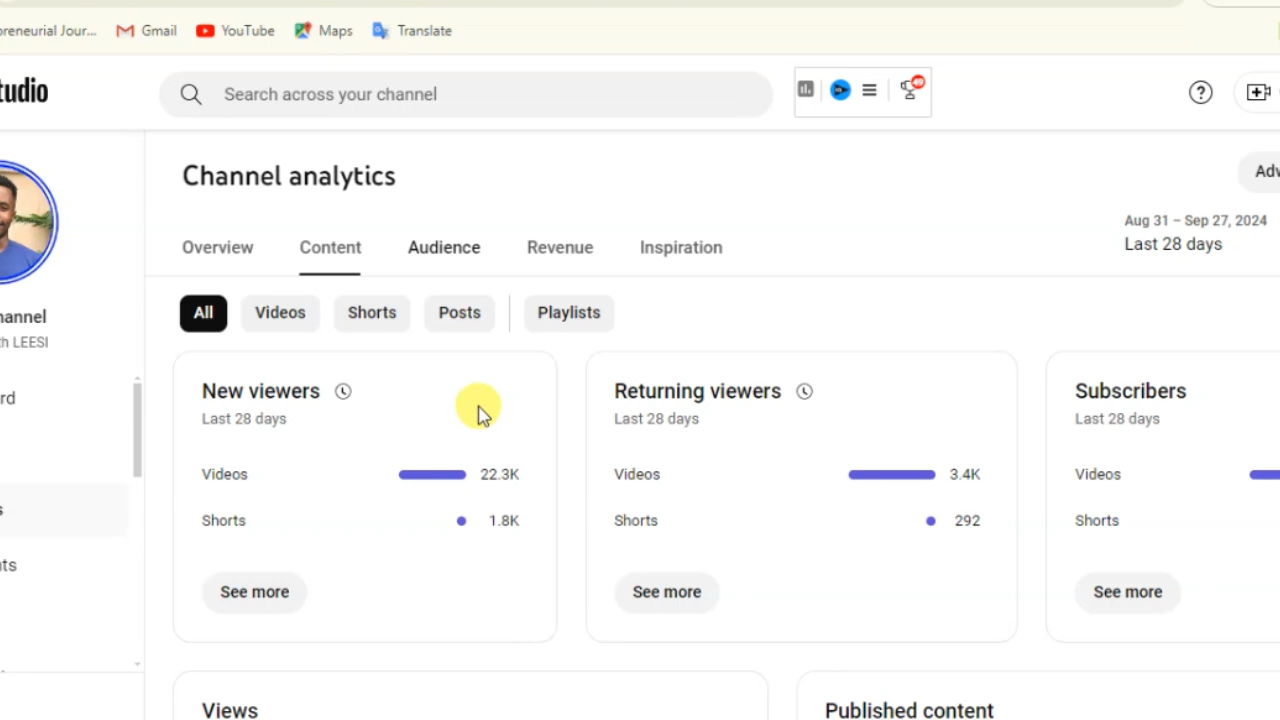 preneurial Jour... Gmail YouTube Maps Translate
tudio
Search across your channel
Channel analytics
Adv
Aug 31 – Sep 27, 2024
Last 28 days
Overview Content Audience Revenue Inspiration
All Videos Shorts Posts Playlists
hannel
th LEESI
rd
s
nts
New viewers
Last 28 days
Videos 22.3K
Shorts 1.8K
See more
Returning viewers
Last 28 days
Videos 3.4K
Shorts 292
See more
Subscribers
Last 28 days
Videos
Shorts
See more
Views
Published content